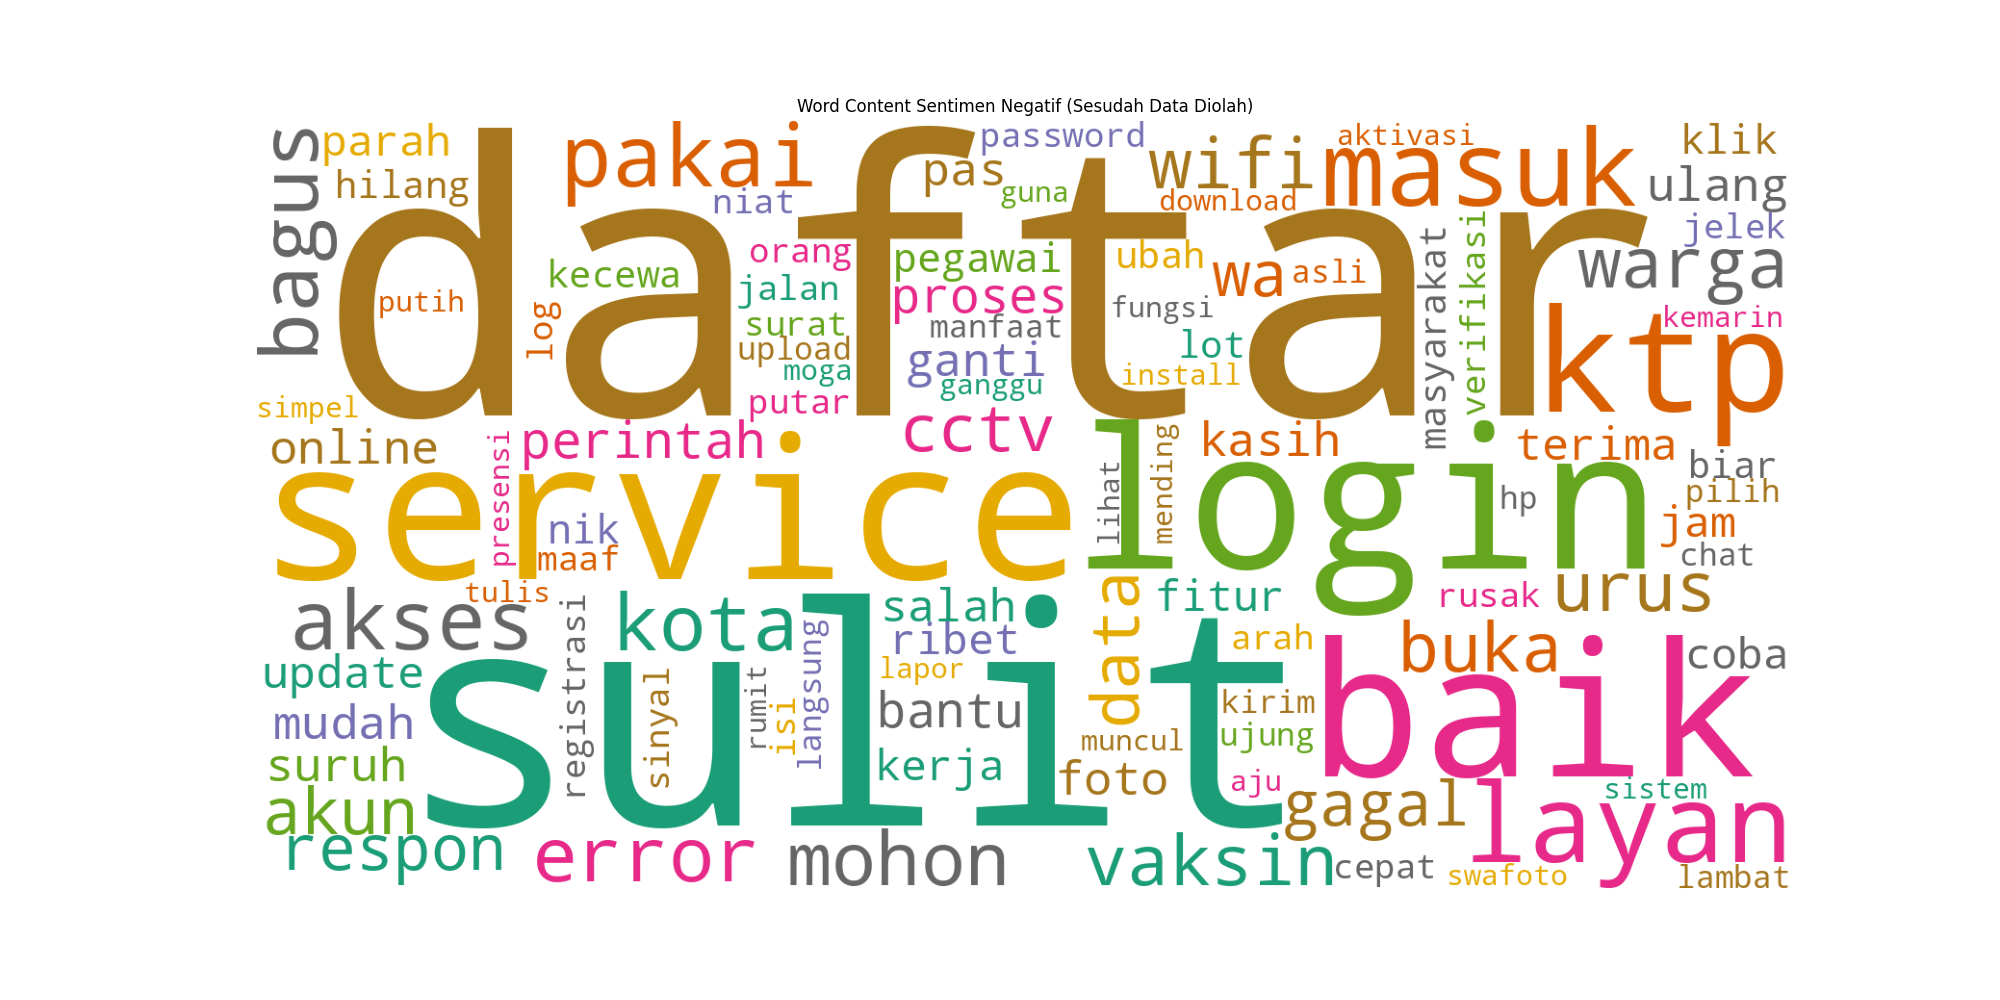 Word Content Sentimen Negatif (Sesudah Data Diolah)
daftar
sulit
service
login
baik
ktp
masuk
layan
pakai
bagus
parah
hilang
niat
password
pas
guna
wifi
aktivasi
download
klik
ulang
jelek
warga
kemarin
putih
kecewa
log
orang
jalan
surat
upload
moga
putar
pegawai
proses
manfaat
ganti
ganggu
cctv
ubah
wa
asli
fungsi
lot
install
masyarakat
verifikasi
simpel
online
presensi
perintah
nik
maaf
tulis
kasih
lihat
mending
terima
hp
biar
pilih
jam
chat
akses
registrasi
kota
salah
ribet
lapor
data
fitur
arah
rusak
urus
buka
coba
update
mudah
suruh
akun
respon
sinyal
rumit
isi
langsung
bantu
kerja
kirim
muncul
ujung
foto
aju
gagal
sistem
error
mohon
vaksin
cepat
swafoto
lambat